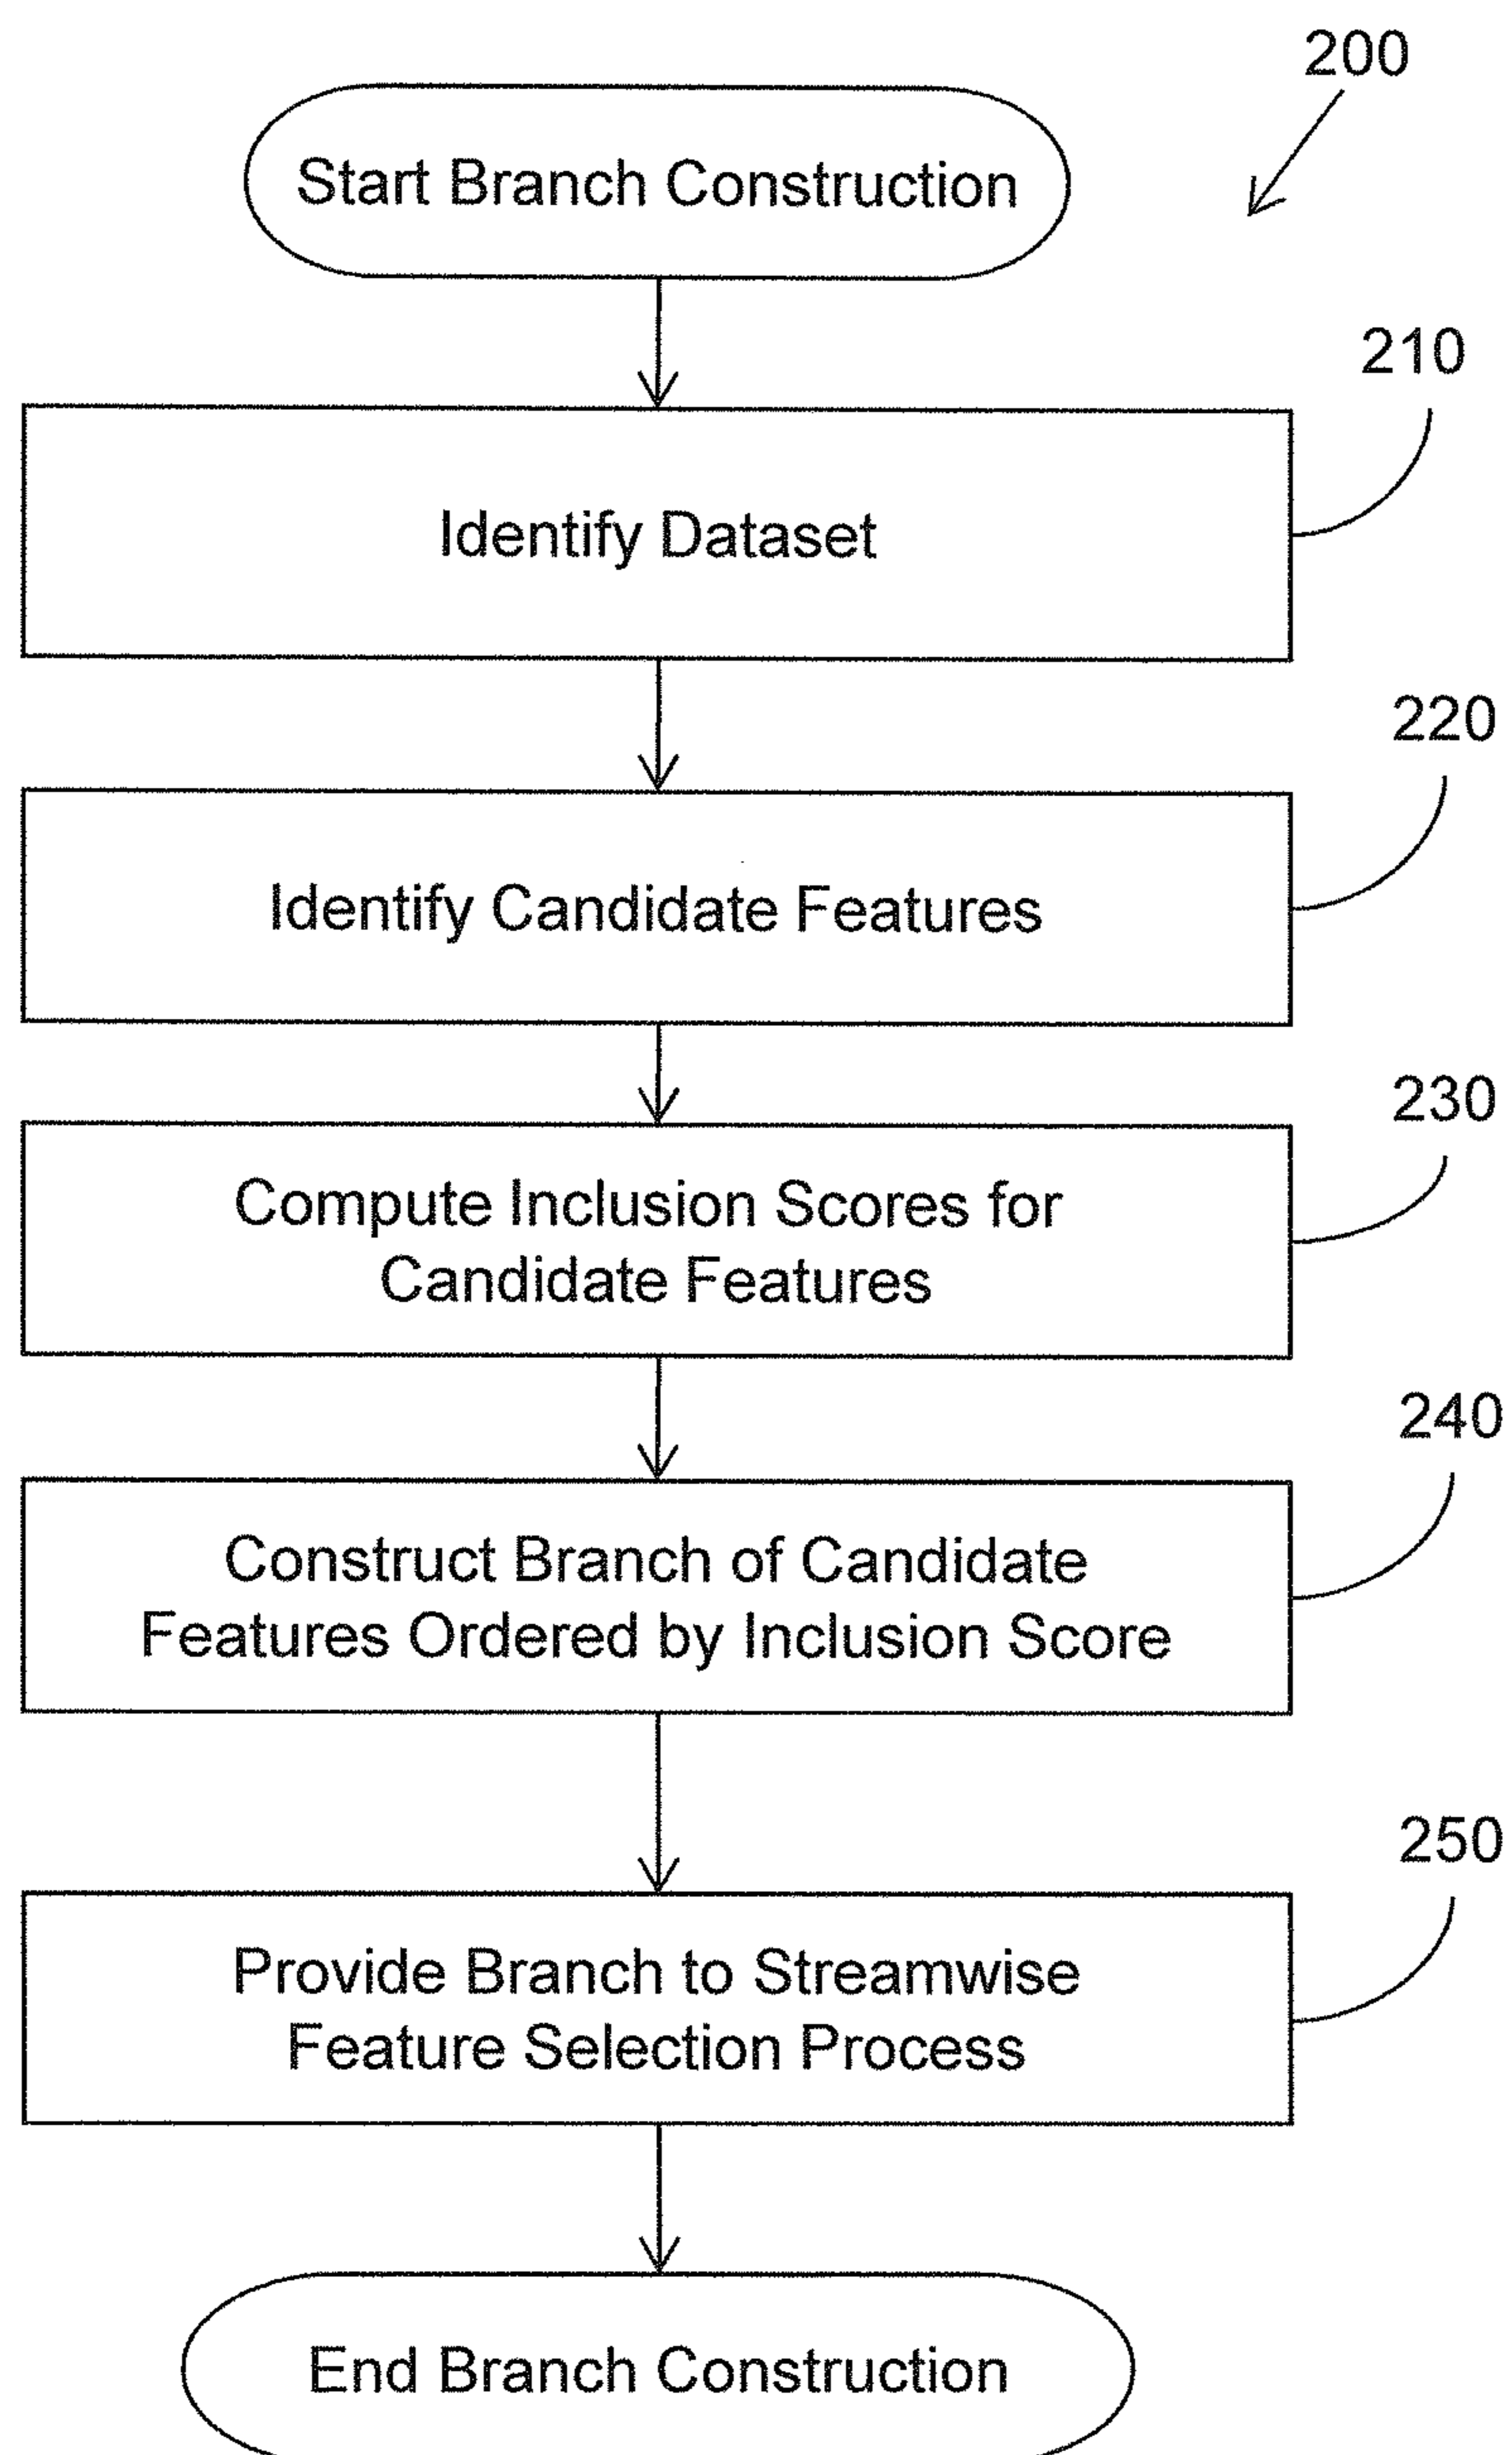 200
Start Branch Construction
210
Identify Dataset
220
Identify Candidate Features
230
Compute Inclusion Scores for
Candidate Features
240
Construct Branch of Candidate
Features Ordered by Inclusion Score
250
Provide Branch to Streamwise
Feature Selection Process
End Branch Construction